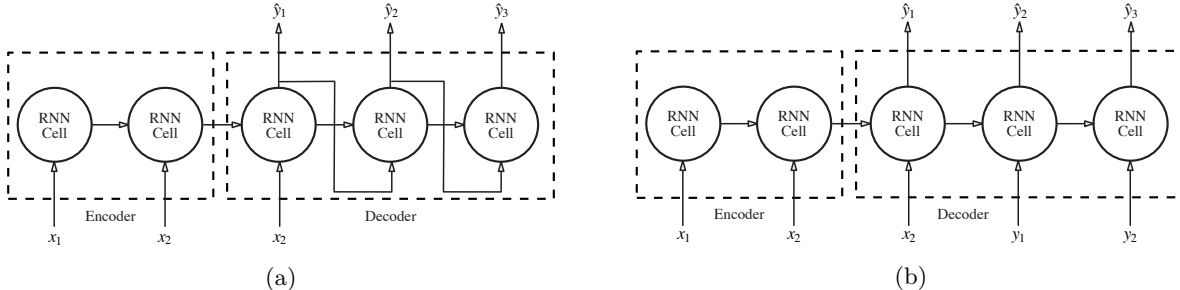 ŷ₁ ŷ₂ ŷ₃
RNN Cell RNN Cell RNN Cell RNN Cell RNN Cell
Encoder Decoder
x₁ x₂ x₂
(a)
ŷ₁ ŷ₂ ŷ₃
RNN Cell RNN Cell RNN Cell RNN Cell RNN Cell
Encoder Decoder
x₁ x₂ x₂ y₁ y₂
(b)